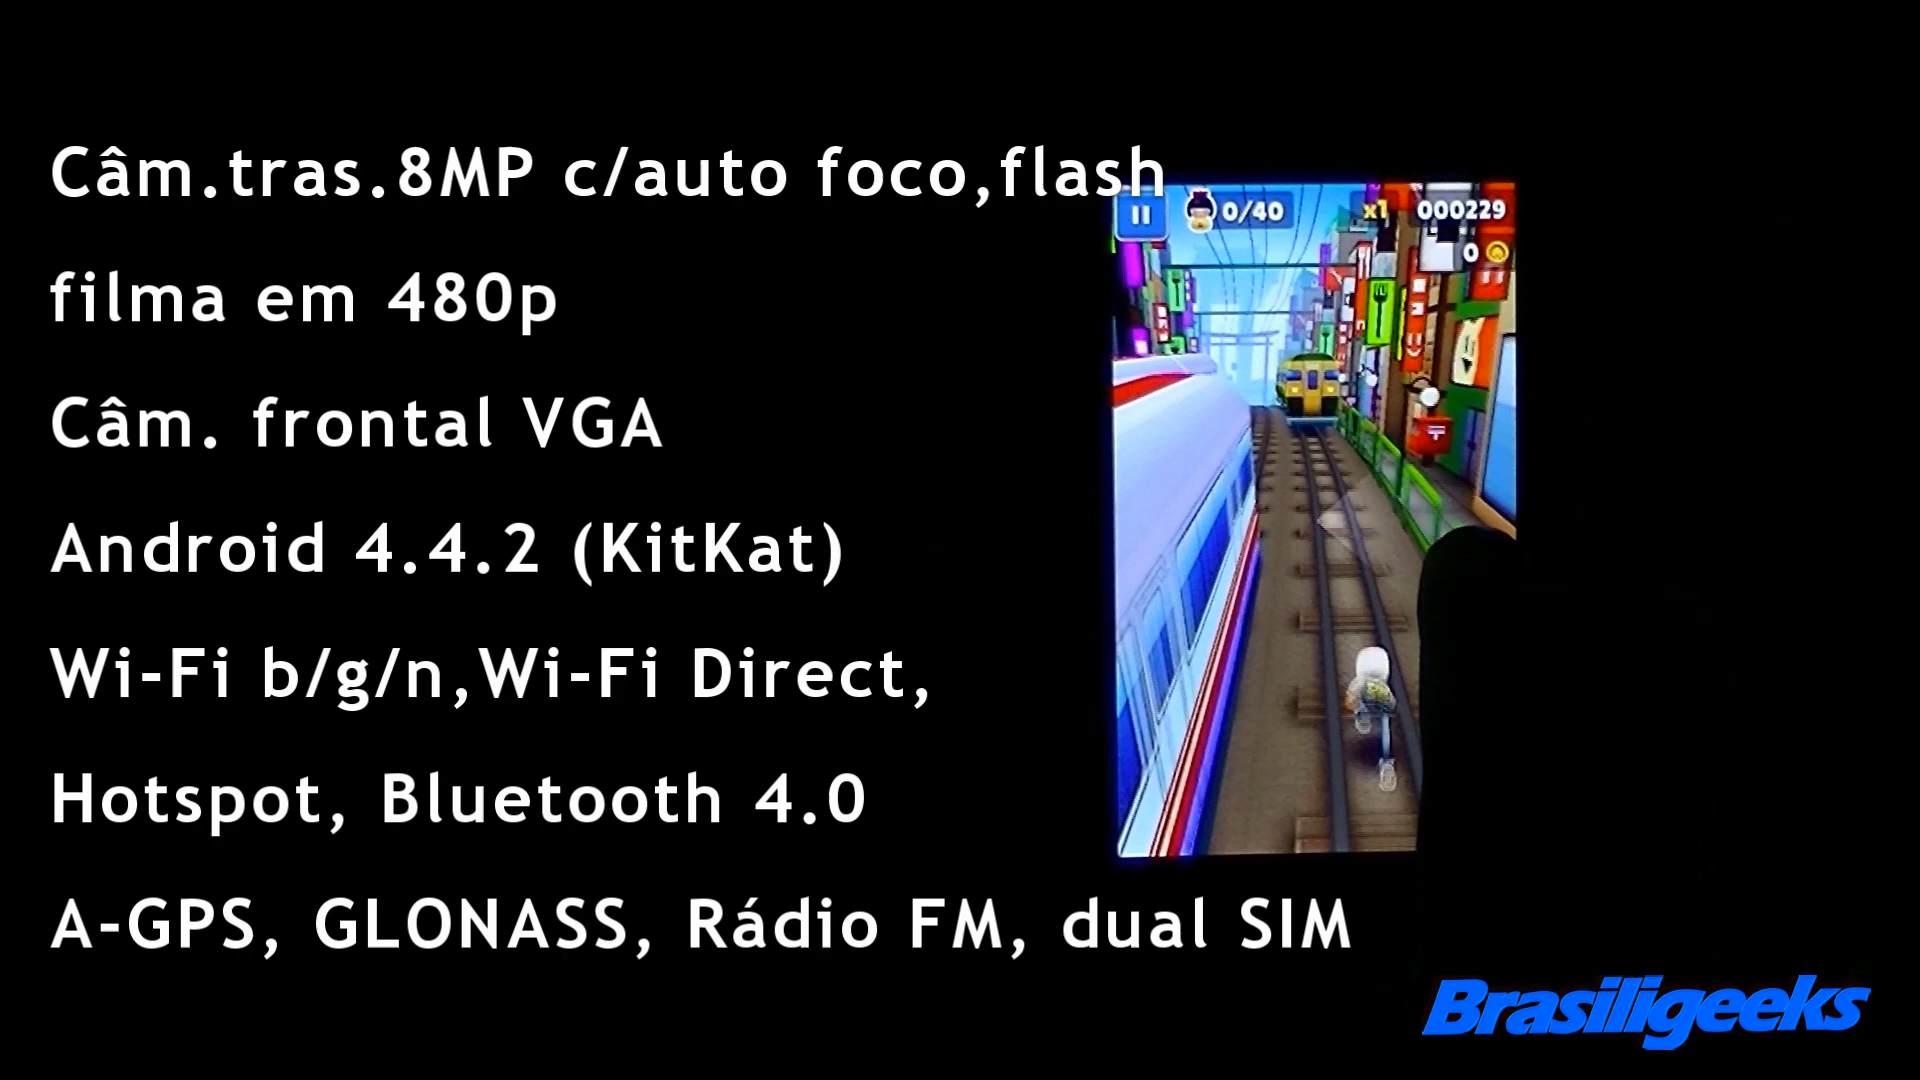 Câm.tras.8MP c/auto foco,flash
0/40 x1 000229
0
filma em 480p
Câm. frontal VGA
Android 4.4.2 (KitKat)
Wi-Fi b/g/n,Wi-Fi Direct,
Hotspot, Bluetooth 4.0
A-GPS, GLONASS, Rádio FM, dual SIM
Brasiligeeks